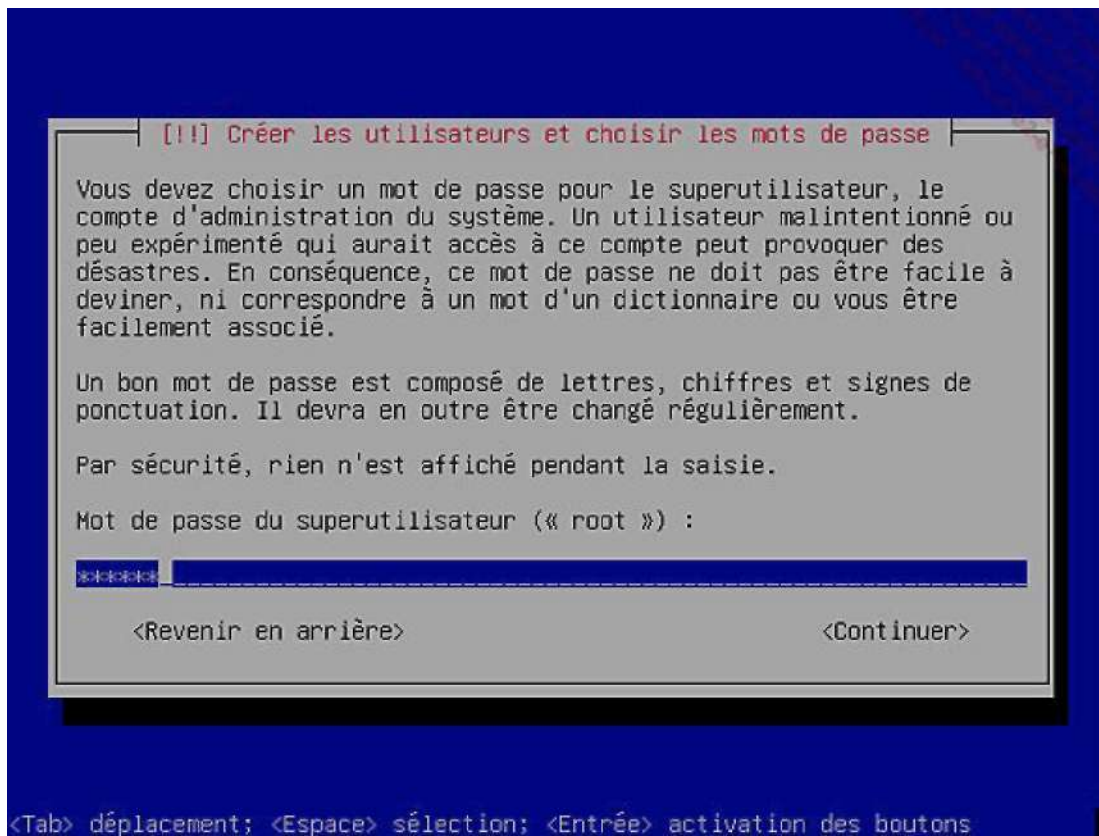 [!!] Créer les utilisateurs et choisir les mots de passe
Vous devez choisir un mot de passe pour le superutilisateur, le
compte d'administration du système. Un utilisateur malintentionné ou
peu expérimenté qui aurait accès à ce compte peut provoquer des
désastres. En conséquence, ce mot de passe ne doit pas être facile à
deviner, ni correspondre à un mot d'un dictionnaire ou vous être
facilement associé.
Un bon mot de passe est composé de lettres, chiffres et signes de
ponctuation. Il devra en outre être changé régulièrement.
Par sécurité, rien n'est affiché pendant la saisie.
Mot de passe du superutilisateur (« root ») :
******
<Revenir en arrière> <Continuer>
<Tab> déplacement; <Espace> sélection; <Entrée> activation des boutons